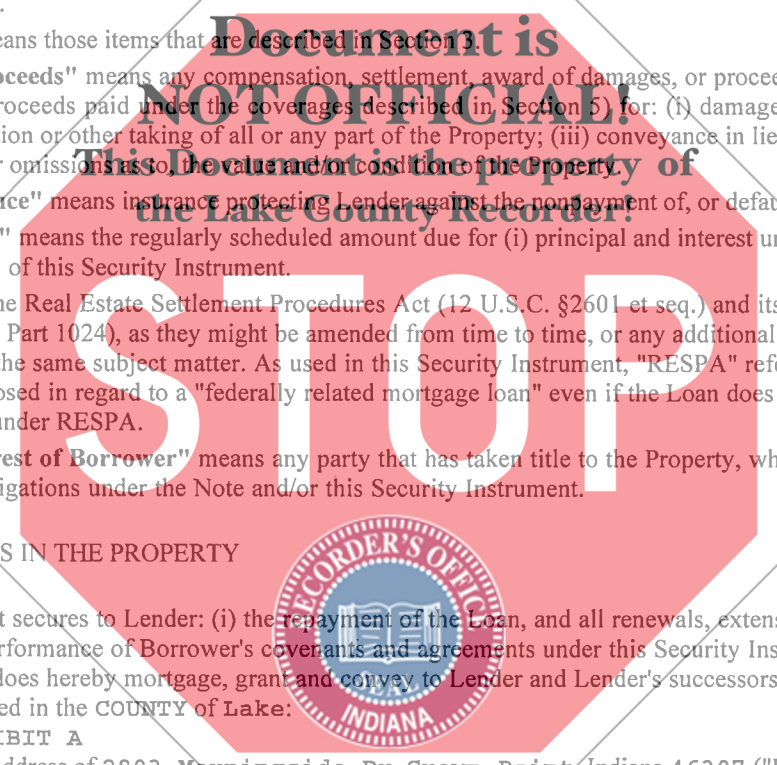 Document is
NOT OFFICIAL!
This Document is the property of
the Lake County Recorder!
STOP
eans those items that are described in Section 3.
oceeds" means any compensation, settlement, award of damages, or procee
roceeds paid under the coverages described in Section 5) for: (i) damage
tion or other taking of all or any part of the Property; (iii) conveyance in lie
r omissions as to, the value and/or condition of the Property.
nce" means insurance protecting Lender against the nonpayment of, or defau
" means the regularly scheduled amount due for (i) principal and interest un
of this Security Instrument.
he Real Estate Settlement Procedures Act (12 U.S.C. §2601 et seq.) and its
Part 1024), as they might be amended from time to time, or any additional
the same subject matter. As used in this Security Instrument, "RESPA" refe
osed in regard to a "federally related mortgage loan" even if the Loan does
under RESPA.
rest of Borrower" means any party that has taken title to the Property, wh
igations under the Note and/or this Security Instrument.
S IN THE PROPERTY
t secures to Lender: (i) the repayment of the Loan, and all renewals, extens
rformance of Borrower's covenants and agreements under this Security Ins
does hereby mortgage, grant and convey to Lender and Lender's successors
ed in the COUNTY of Lake:
IBIT A
RECORDER'S OFFICE
SEAL
INDIANA